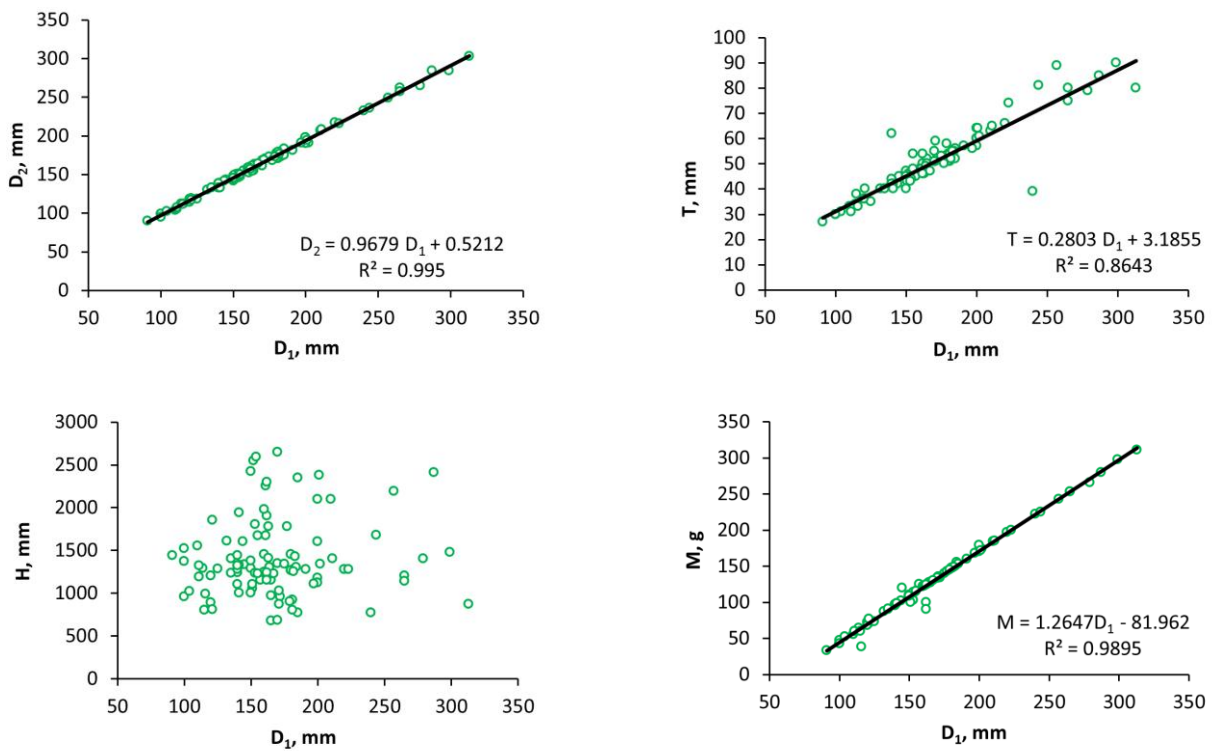 350
300
250
200
150
100
50
0
D₂, mm
D₂ = 0.9679 D₁ + 0.5212
R² = 0.995
50 100 150 200 250 300 350
D₁, mm
100
90
80
70
60
50
40
30
20
10
0
T, mm
T = 0.2803 D₁ + 3.1855
R² = 0.8643
50 100 150 200 250 300 350
D₁, mm
3000
2500
2000
1500
1000
500
0
H, mm
50 100 150 200 250 300 350
D₁, mm
350
300
250
200
150
100
50
0
M, g
M = 1.2647D₁ - 81.962
R² = 0.9895
50 100 150 200 250 300 350
D₁, mm